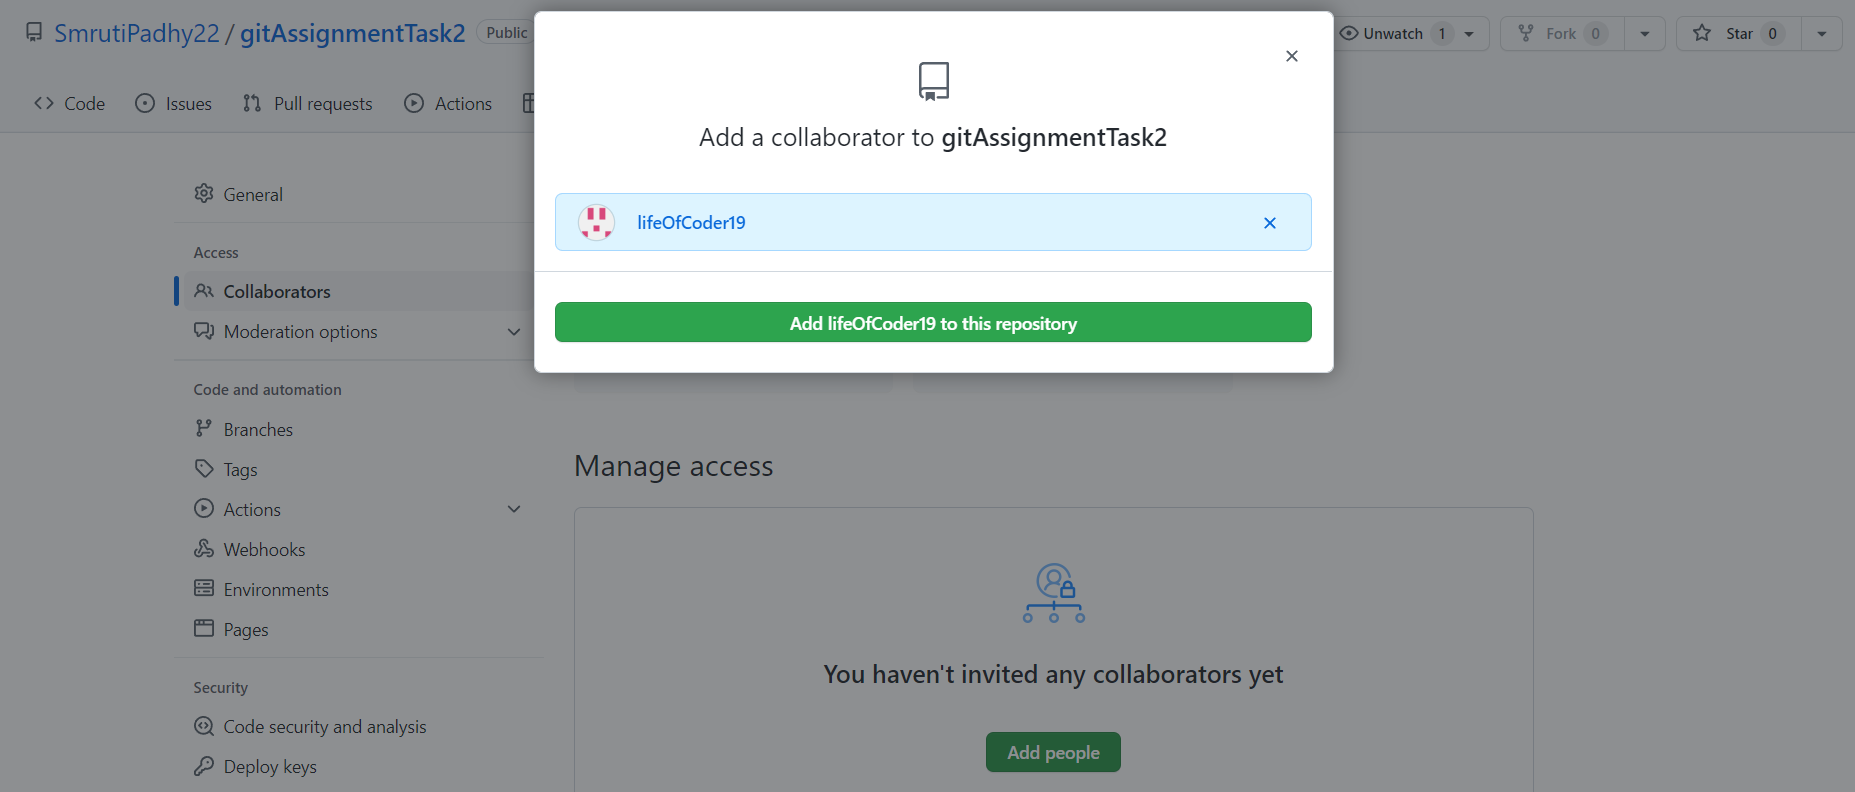 SmrutiPadhy22 / gitAssignmentTask2 Public
Unwatch 1 Fork 0 Star 0
Code Issues Pull requests Actions
Add a collaborator to gitAssignmentTask2
lifeOfCoder19
Add lifeOfCoder19 to this repository
General
Access
Collaborators
Moderation options
Code and automation
Branches
Tags
Actions
Webhooks
Environments
Pages
Security
Code security and analysis
Deploy keys
Manage access
You haven't invited any collaborators yet
Add people